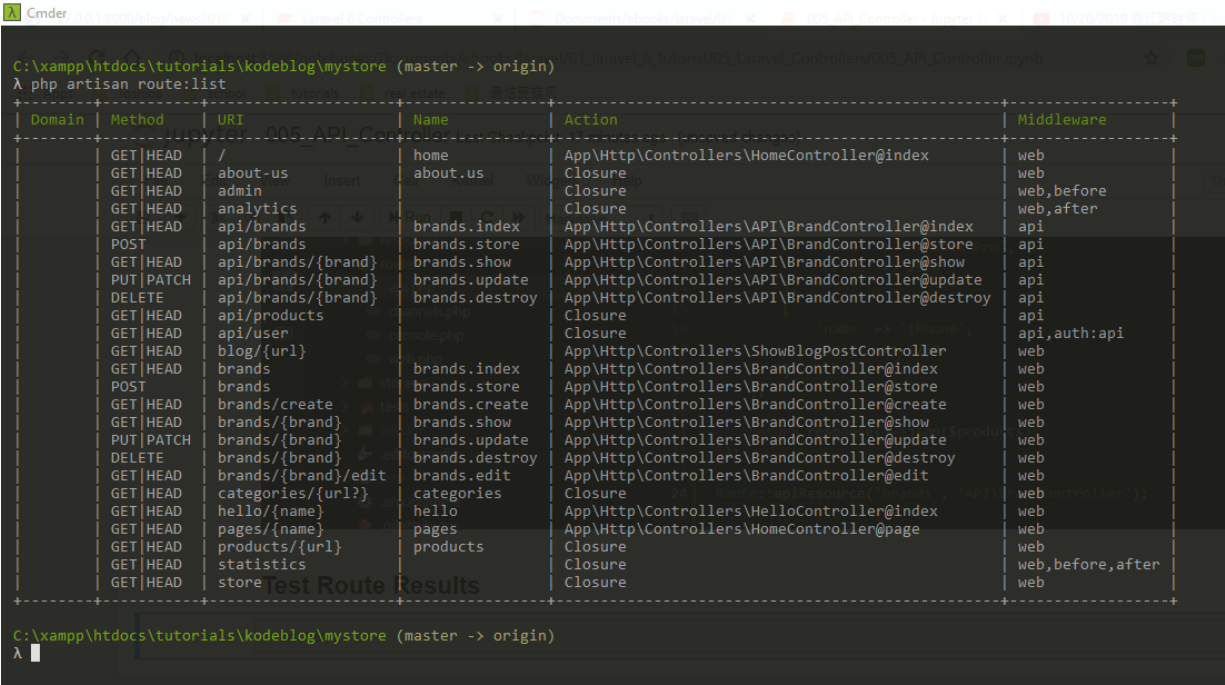 Cmder
C:\xampp\htdocs\tutorials\kodeblog\mystore (master -> origin)
λ php artisan route:list
+--------+-----------+--------------------+----------------+--------------------------------------------------+------------------+
| Domain | Method | URI | Name | Action | Middleware |
+--------+-----------+--------------------+----------------+--------------------------------------------------+------------------+
| | GET|HEAD | / | home | App\Http\Controllers\HomeController@index | web |
| | GET|HEAD | about-us | about.us | Closure | web |
| | GET|HEAD | admin | | Closure | web,before |
| | GET|HEAD | analytics | | Closure | web,after |
| | GET|HEAD | api/brands | brands.index | App\Http\Controllers\API\BrandController@index | api |
| | POST | api/brands | brands.store | App\Http\Controllers\API\BrandController@store | api |
| | GET|HEAD | api/brands/{brand} | brands.show | App\Http\Controllers\API\BrandController@show | api |
| | PUT|PATCH | api/brands/{brand} | brands.update | App\Http\Controllers\API\BrandController@update | api |
| | DELETE | api/brands/{brand} | brands.destroy | App\Http\Controllers\API\BrandController@destroy | api |
| | GET|HEAD | api/products | | Closure | api |
| | GET|HEAD | api/user | | Closure | api,auth:api |
| | GET|HEAD | blog/{url} | | App\Http\Controllers\ShowBlogPostController | web |
| | GET|HEAD | brands | brands.index | App\Http\Controllers\BrandController@index | web |
| | POST | brands | brands.store | App\Http\Controllers\BrandController@store | web |
| | GET|HEAD | brands/create | brands.create | App\Http\Controllers\BrandController@create | web |
| | GET|HEAD | brands/{brand} | brands.show | App\Http\Controllers\BrandController@show | web |
| | PUT|PATCH | brands/{brand} | brands.update | App\Http\Controllers\BrandController@update | web |
| | DELETE | brands/{brand} | brands.destroy | App\Http\Controllers\BrandController@destroy | web |
| | GET|HEAD | brands/{brand}/edit | brands.edit | App\Http\Controllers\BrandController@edit | web |
| | GET|HEAD | categories/{url?} | categories | Closure | web |
| | GET|HEAD | hello/{name} | hello | App\Http\Controllers\HelloController@index | web |
| | GET|HEAD | pages/{name} | pages | App\Http\Controllers\HomeController@page | web |
| | GET|HEAD | products/{url} | products | Closure | web |
| | GET|HEAD | statistics | | Closure | web,before,after |
| | GET|HEAD | store | | Closure | web |
+--------+-----------+--------------------+----------------+--------------------------------------------------+------------------+
Test Route Results
C:\xampp\htdocs\tutorials\kodeblog\mystore (master -> origin)
λ